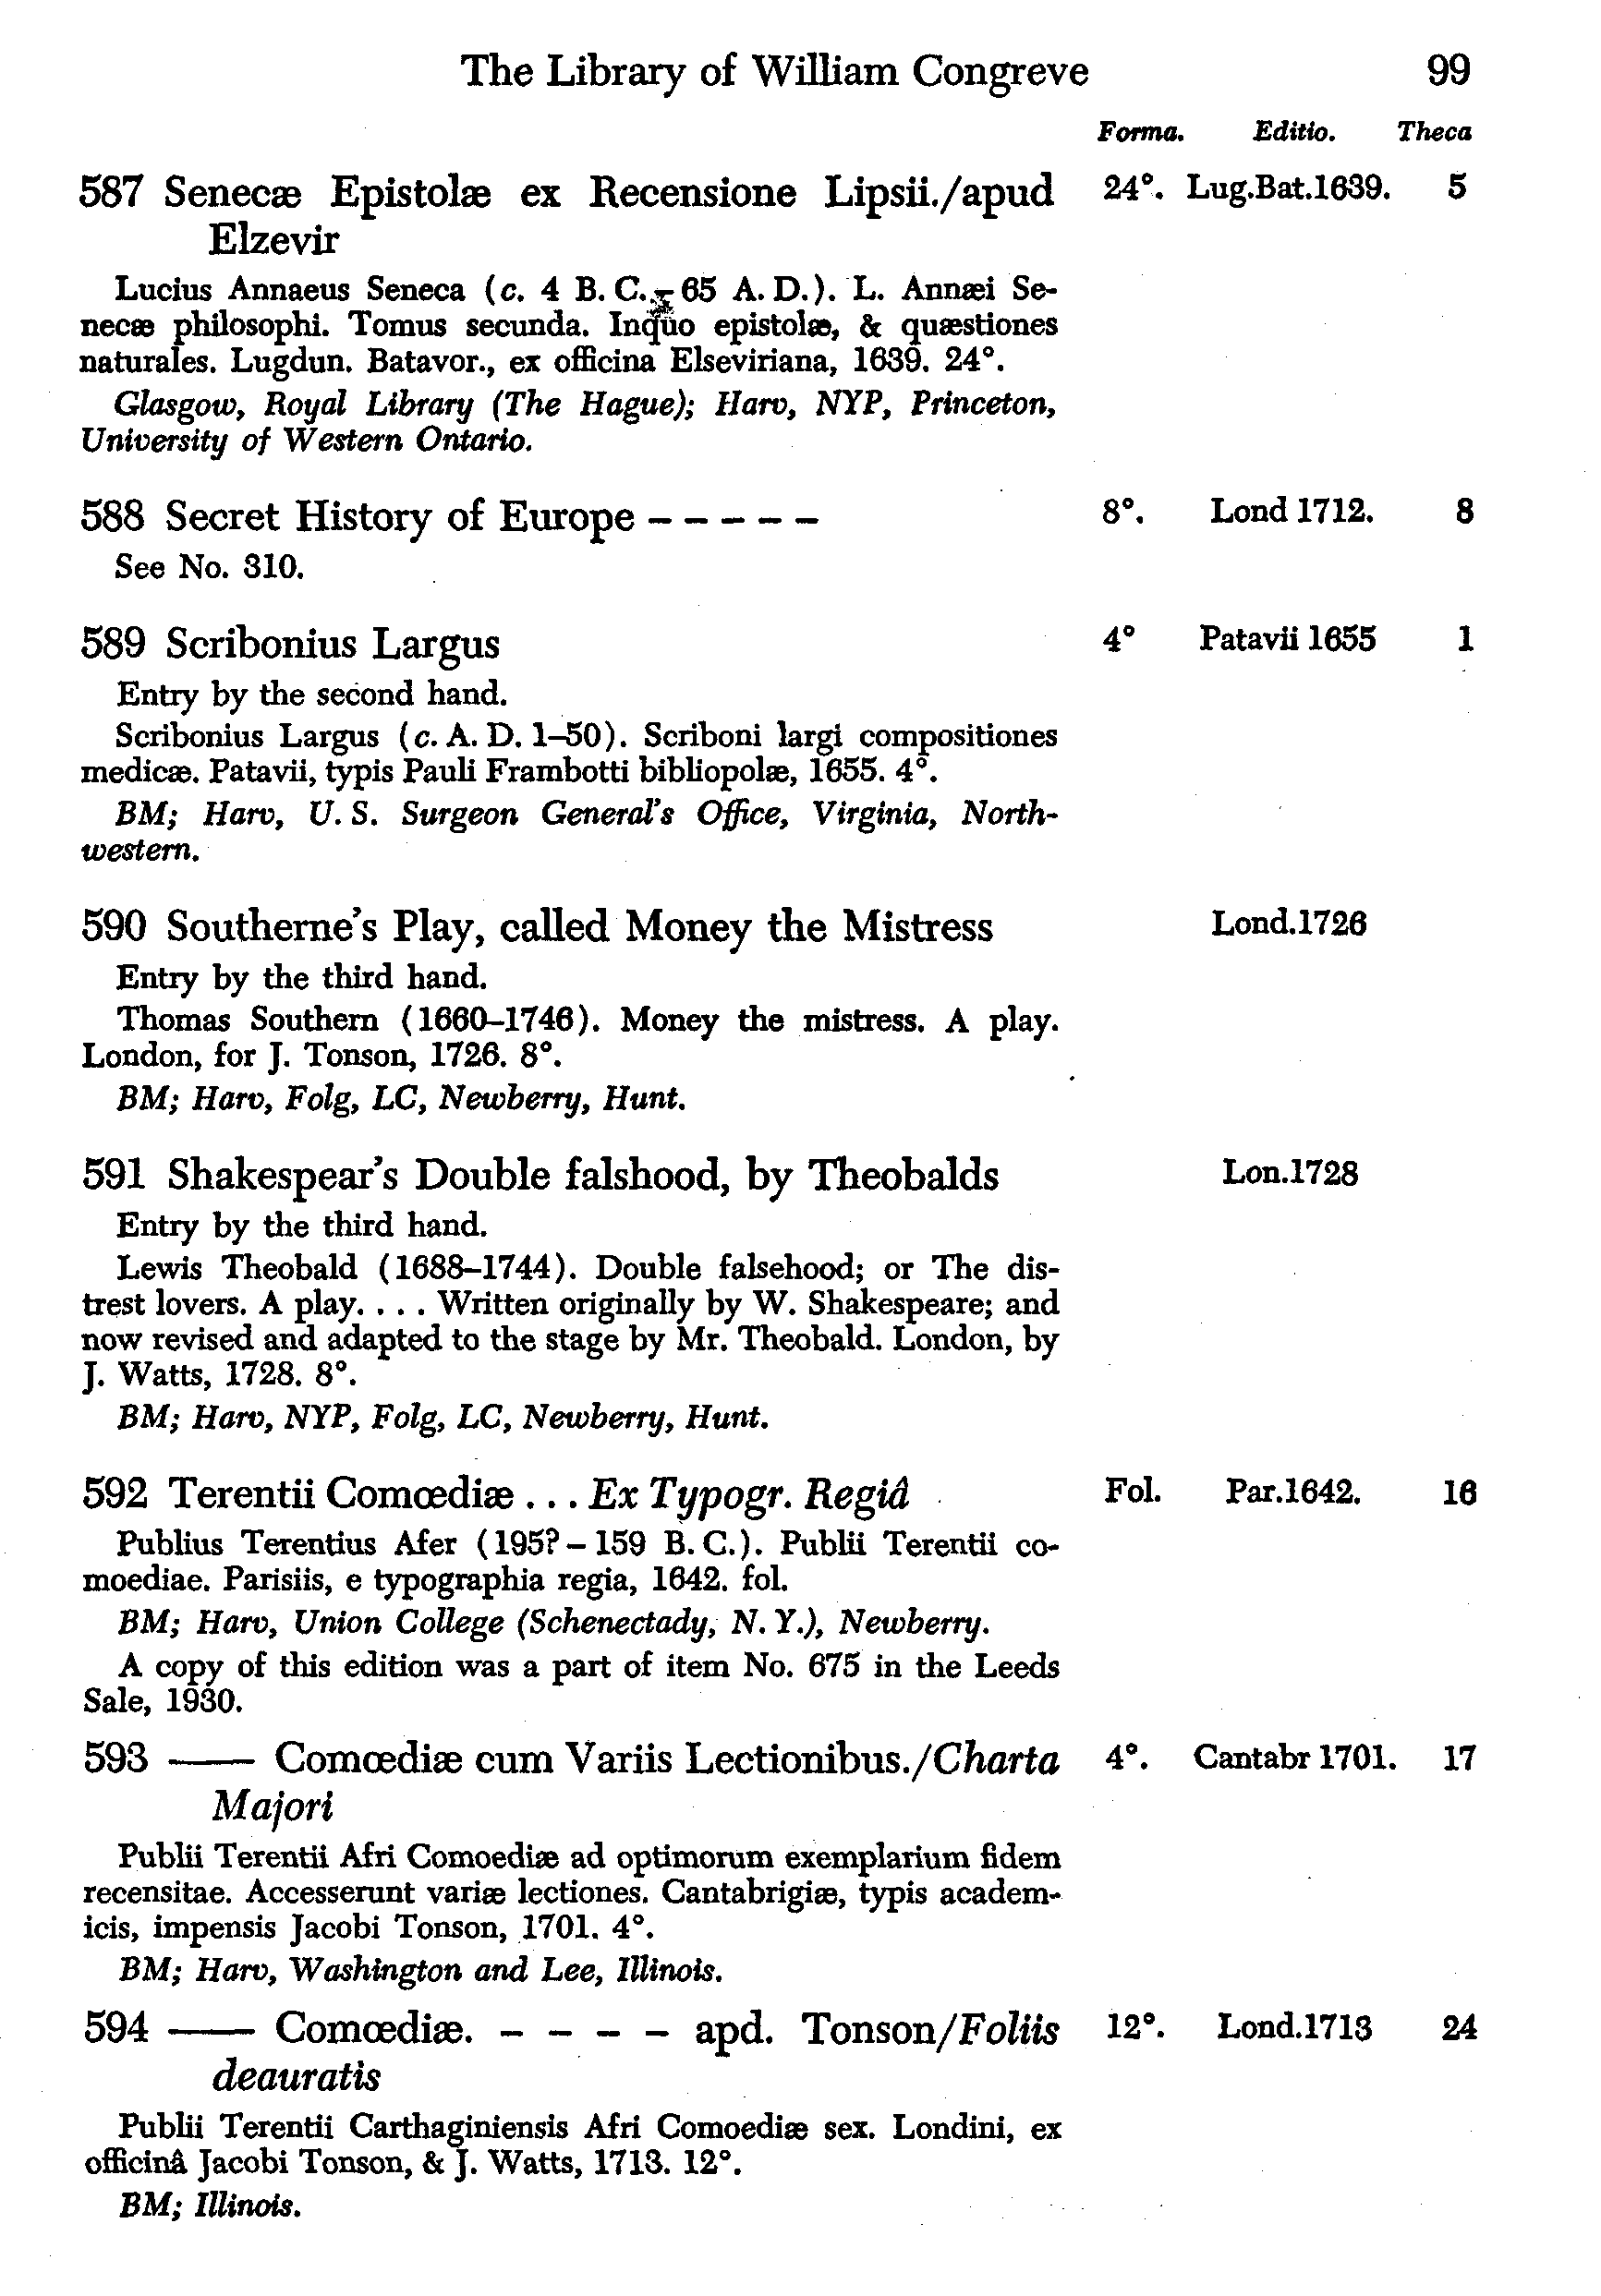 The Library of William Congreve 99
Forma. Editio. Theca
587 Senecæ Epistolæ ex Recensione Lipsii./apud 24°. Lug.Bat.1639. 5
Elzevir
Lucius Annaeus Seneca (c. 4 B. C.–65 A. D.). L. Annæi Se-
necæ philosophi. Tomus secunda. Inquo epistolæ, & quæstiones
naturales. Lugdun. Batavor., ex officina Elseviriana, 1639. 24°.
Glasgow, Royal Library (The Hague); Harv, NYP, Princeton,
University of Western Ontario.
588 Secret History of Europe – – – – – 8°. Lond 1712. 8
See No. 310.
589 Scribonius Largus 4° Patavii 1655 1
Entry by the second hand.
Scribonius Largus (c. A. D. 1–50). Scriboni largi compositiones
medicæ. Patavii, typis Pauli Frambotti bibliopolæ, 1655. 4°.
BM; Harv, U. S. Surgeon General's Office, Virginia, North-
western.
590 Southerne's Play, called Money the Mistress Lond.1726
Entry by the third hand.
Thomas Southern (1660–1746). Money the mistress. A play.
London, for J. Tonson, 1726. 8°.
BM; Harv, Folg, LC, Newberry, Hunt.
591 Shakespear's Double falshood, by Theobalds Lon.1728
Entry by the third hand.
Lewis Theobald (1688–1744). Double falsehood; or The dis-
trest lovers. A play. . . . Written originally by W. Shakespeare; and
now revised and adapted to the stage by Mr. Theobald. London, by
J. Watts, 1728. 8°.
BM; Harv, NYP, Folg, LC, Newberry, Hunt.
592 Terentii Comœdiæ . . . Ex Typogr. Regiâ Fol. Par.1642. 16
Publius Terentius Afer (195?–159 B. C.). Publii Terentii co-
moediae. Parisiis, e typographia regia, 1642. fol.
BM; Harv, Union College (Schenectady, N. Y.), Newberry.
A copy of this edition was a part of item No. 675 in the Leeds
Sale, 1930.
593 —— Comœdiæ cum Variis Lectionibus./Charta 4°. Cantabr 1701. 17
Majori
Publii Terentii Afri Comoediæ ad optimorum exemplarium fidem
recensitae. Accesserunt variæ lectiones. Cantabrigiæ, typis academ-
icis, impensis Jacobi Tonson, 1701. 4°.
BM; Harv, Washington and Lee, Illinois.
594 —— Comœdiæ. – – – – apd. Tonson/Foliis 12°. Lond.1713 24
deauratis
Publii Terentii Carthaginiensis Afri Comoediæ sex. Londini, ex
officinâ Jacobi Tonson, & J. Watts, 1713. 12°.
BM; Illinois.